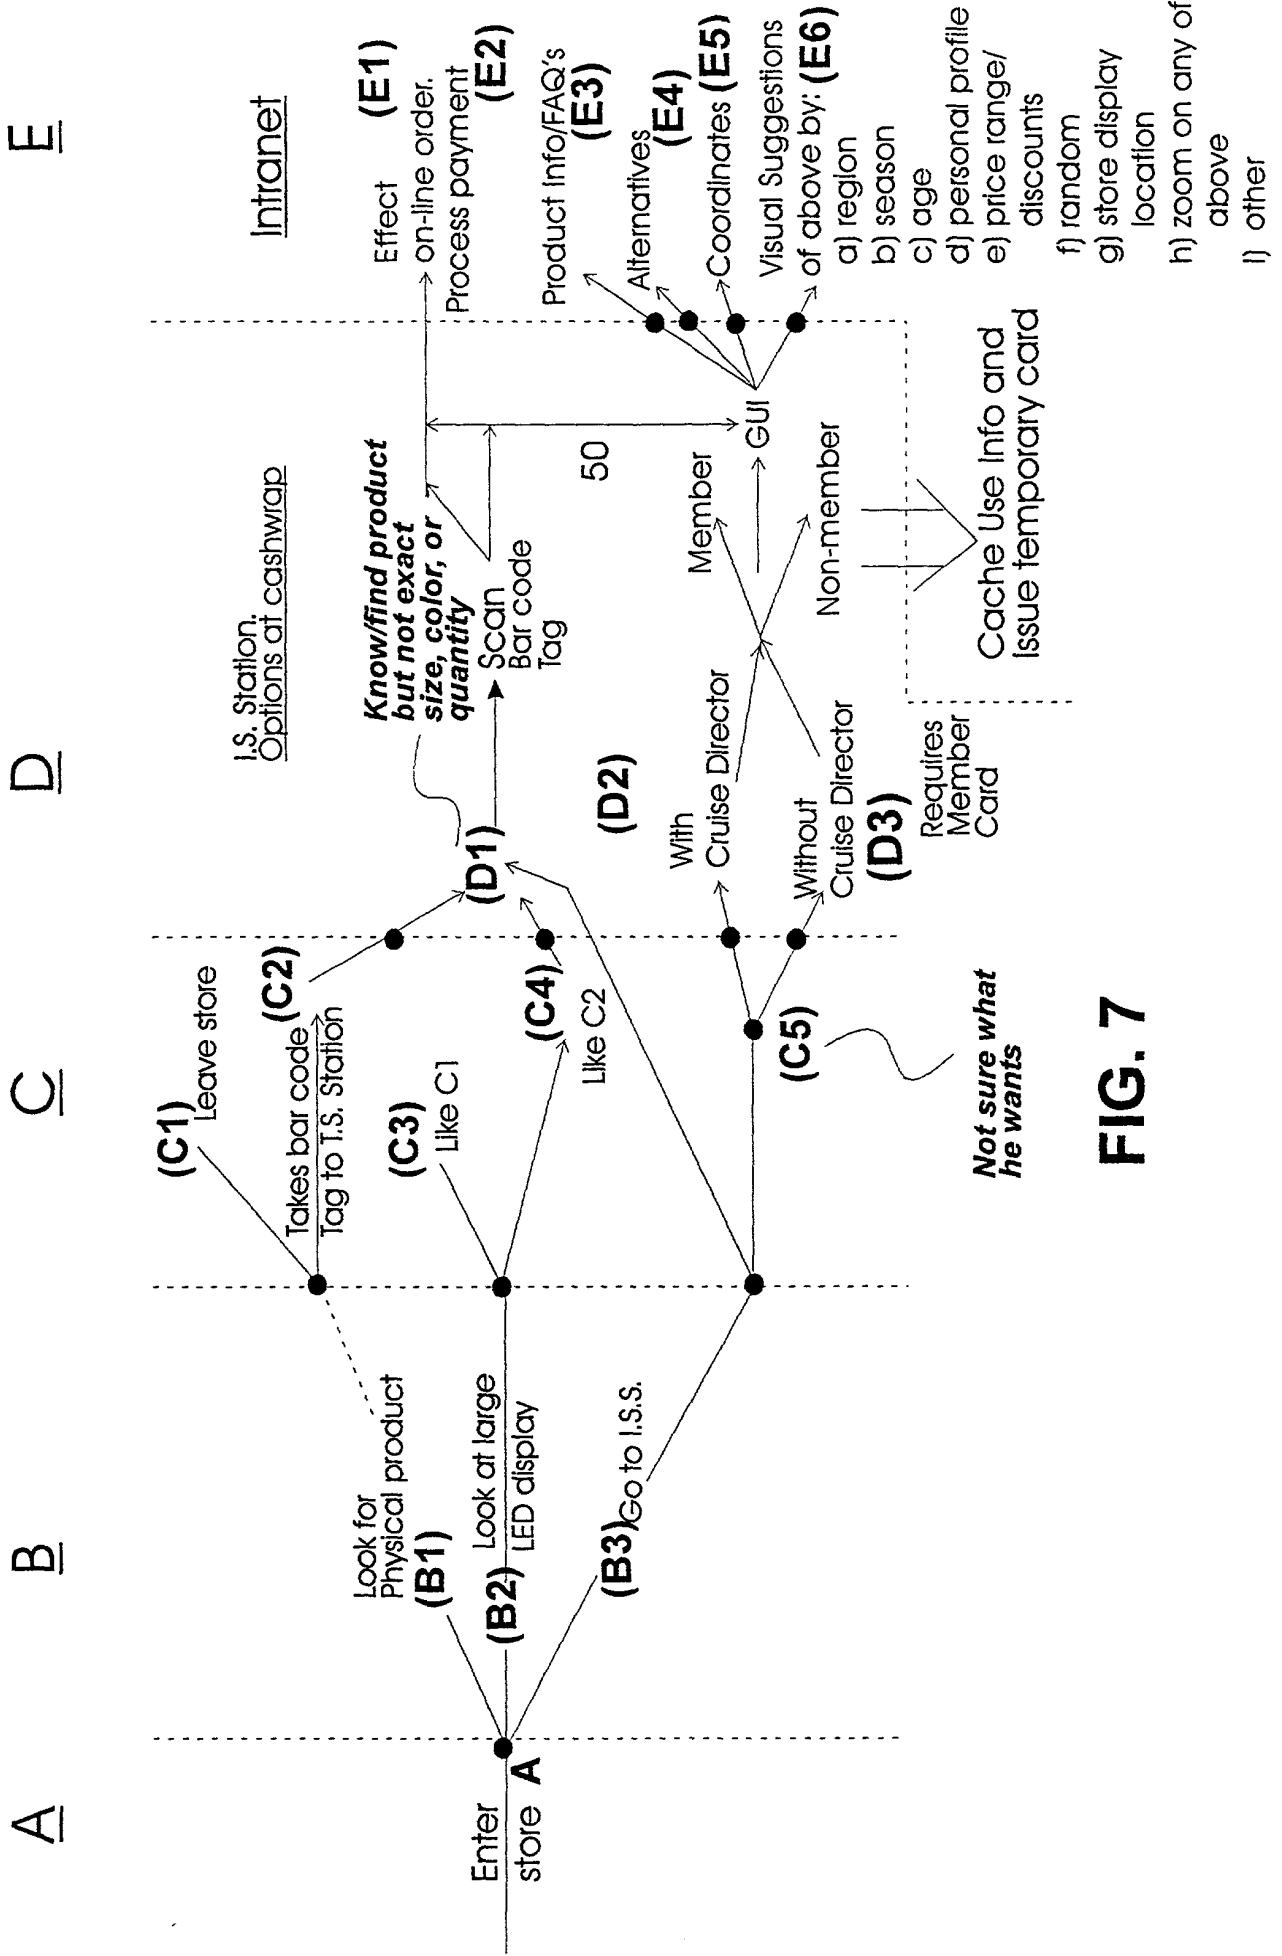 A
B
C
D
E
Enter
store
A
Look for
Physical product
(B1)
(B2)
Look at large
LED display
(B3)
Go to I.S.S.
(C1)
Leave store
Takes bar code
Tag to T.S. Station
(C2)
(C3)
Like C1
(C4)
Like C2
(C5)
Not sure what
he wants
I.S. Station.
Options at cashwrap
Know/find product
but not exact
size, color, or
quantity
(D1)
Scan
Bar code
Tag
(D2)
With
Cruise Director
Without
Cruise Director
(D3)
Requires
Member
Card
50
Member
GUI
Non-member
Cache Use Info and
Issue temporary card
Intranet
Effect (E1)
on-line order.
Process payment
(E2)
Product Info/FAQ's
(E3)
Alternatives
(E4)
Coordinates (E5)
Visual Suggestions
of above by: (E6)
a) region
b) season
c) age
d) personal profile
e) price range/
discounts
f) random
g) store display
location
h) zoom on any of
above
I) other
FIG. 7